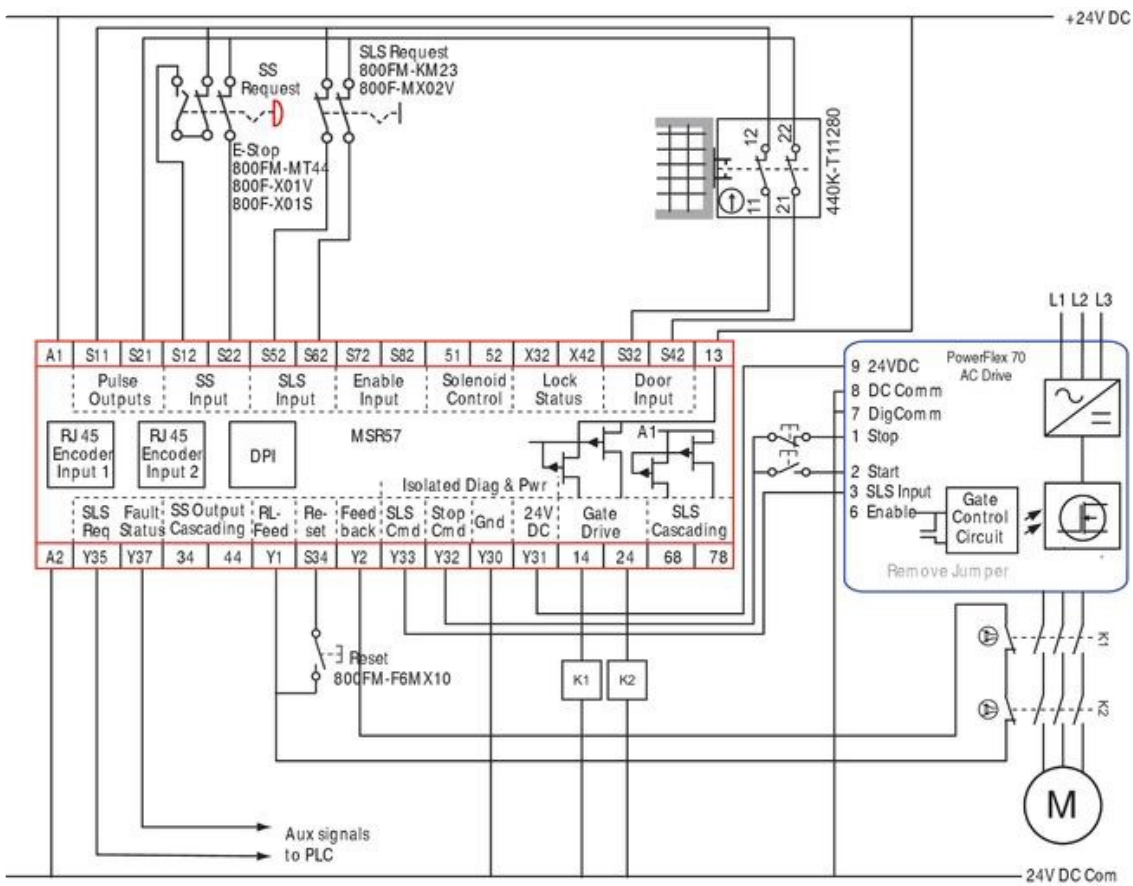 +24V DC
SS
Request
SLS Request
800FM-KM23
800F-MX02V
E-Stop
800FM-MT44
800F-X01V
800F-X01S
12
22
11
21
440K-T11280
L1 L2 L3
A1 S11 S21 S12 S22 S52 S62 S72 S82 51 52 X32 X42 S32 S42 13
Pulse
Outputs
SS
Input
SLS
Input
Enable
Input
Solenoid
Control
Lock
Status
Door
Input
RJ 45
Encoder
Input 1
RJ 45
Encoder
Input 2
DPI
MSR57
A1
Isolated Diag & Pwr
SLS
Req
Fault
Status
SS Output
Cascading
RL-
Feed
Re-
set
Feed
back
SLS
Cmd
Stop
Cmd
Gnd
24V
DC
Gate
Drive
SLS
Cascading
A2 Y35 Y37 34 44 Y1 S34 Y2 Y33 Y32 Y30 Y31 14 24 68 78
PowerFlex 70
AC Drive
9 24VDC
8 DC Comm
7 DigComm
1 Stop
2 Start
3 SLS Input
6 Enable
Gate
Control
Circuit
Remove Jumper
Reset
800FM-F6MX10
K1
K2
K1
K2
M
Aux signals
to PLC
24V DC Com